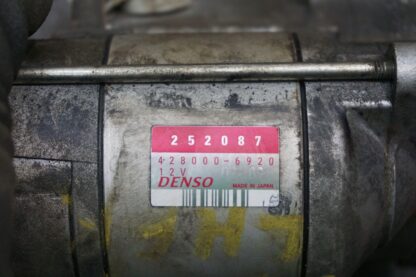 252087
428000-6920
12V
DENSO MADE IN JAPAN